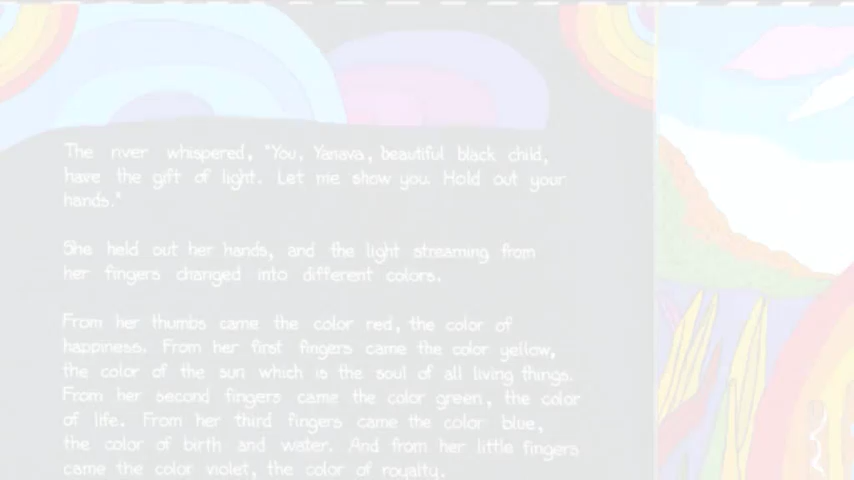 The river whispered, "You, Yanava, beautiful black child,
have the gift of light. Let me show you. Hold out your
hands."
She held out her hands, and the light streaming from
her fingers changed into different colors.
From her thumbs came the color red, the color of
happiness. From her first fingers came the color yellow,
the color of the sun which is the soul of all living things.
From her second fingers came the color green, the color
of life. From her third fingers came the color blue,
the color of birth and water. And from her little fingers
came the color violet, the color of royalty.